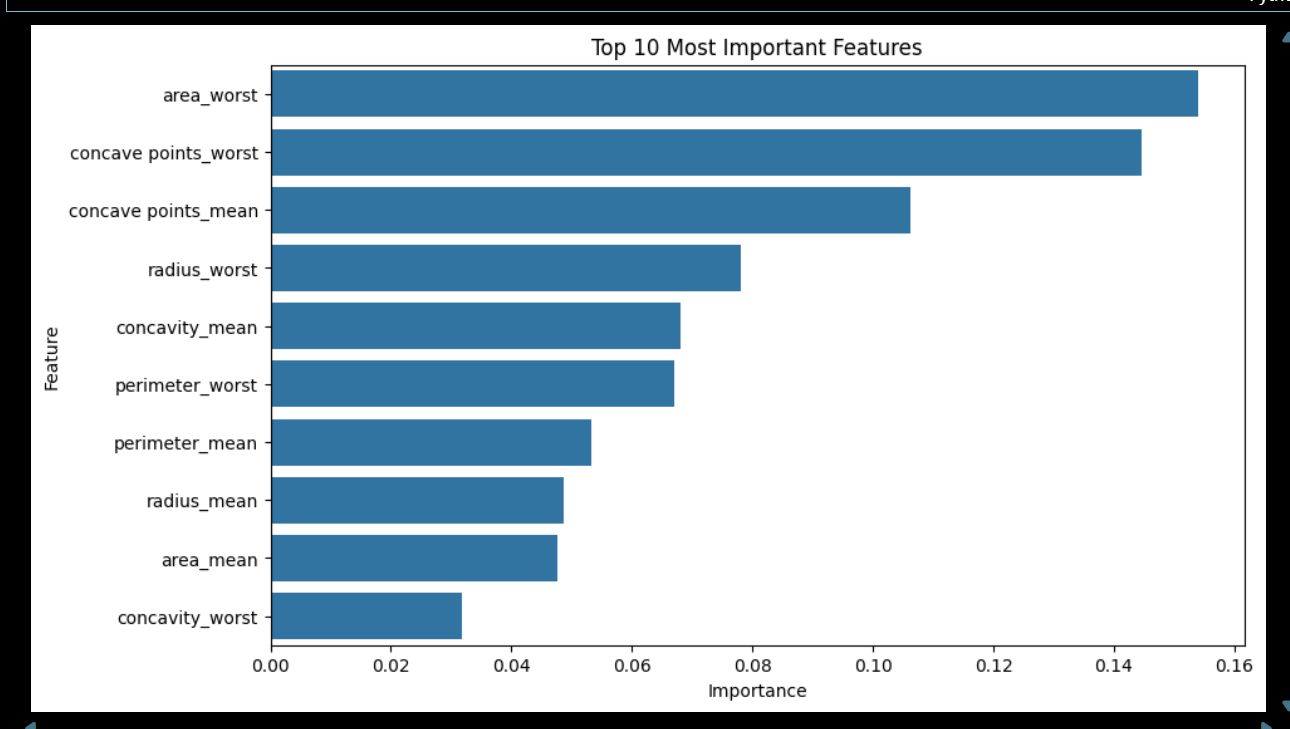 Top 10 Most Important Features
area_worst
concave points_worst
concave points_mean
radius_worst
concavity_mean
perimeter_worst
perimeter_mean
radius_mean
area_mean
concavity_worst
Feature
0.00 0.02 0.04 0.06 0.08 0.10 0.12 0.14 0.16
Importance